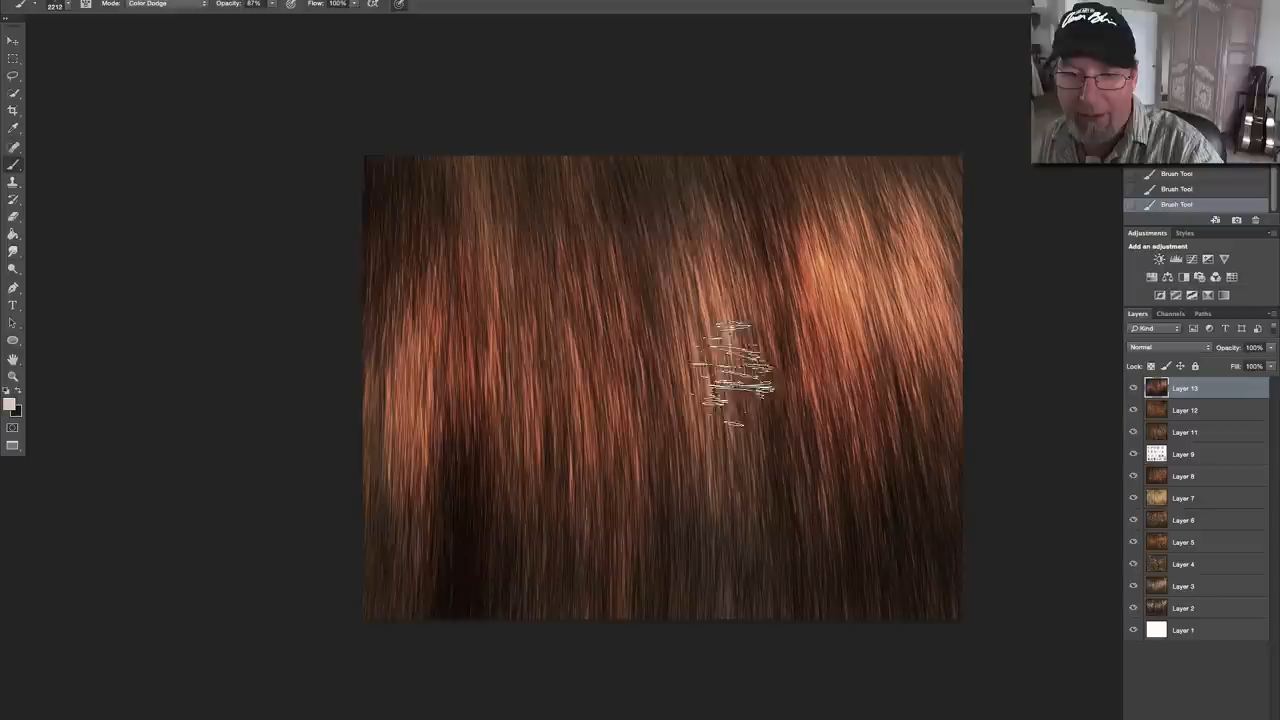 2212 Mode: Color Dodge Opacity: 87% Flow: 100%
Brush Tool
Brush Tool
Brush Tool
Adjustments Styles
Add an adjustment
Layers Channels Paths
Kind
Normal Opacity: 100%
Lock: Fill: 100%
Layer 13
Layer 12
Layer 11
Layer 9
Layer 8
Layer 7
Layer 6
Layer 5
Layer 4
Layer 3
Layer 2
Layer 1